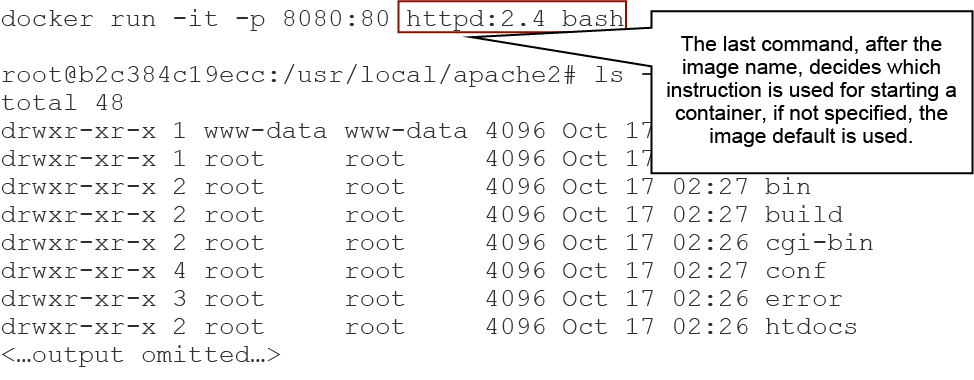 docker run -it -p 8080:80 httpd:2.4 bash
The last command, after the
image name, decides which
instruction is used for starting a
container, if not specified, the
image default is used.
root@b2c384c19ecc:/usr/local/apache2# ls -
total 48
drwxr-xr-x 1 www-data www-data 4096 Oct 17
drwxr-xr-x 1 root     root     4096 Oct 17
drwxr-xr-x 2 root     root     4096 Oct 17 02:27 bin
drwxr-xr-x 2 root     root     4096 Oct 17 02:27 build
drwxr-xr-x 2 root     root     4096 Oct 17 02:26 cgi-bin
drwxr-xr-x 4 root     root     4096 Oct 17 02:27 conf
drwxr-xr-x 3 root     root     4096 Oct 17 02:26 error
drwxr-xr-x 2 root     root     4096 Oct 17 02:26 htdocs
<…output omitted…>